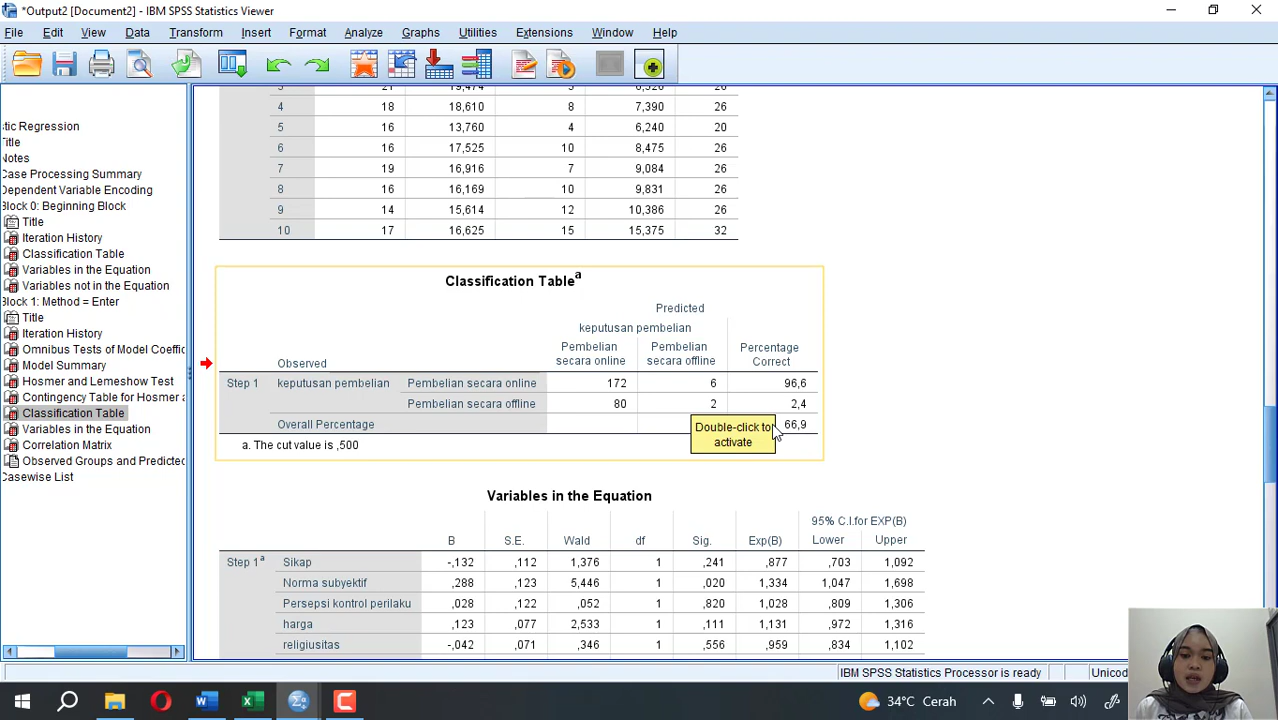 *Output2 [Document2] - IBM SPSS Statistics Viewer
File Edit View Data Transform Insert Format Analyze Graphs Utilities Extensions Window Help
stic Regression
Title
Notes
Case Processing Summary
Dependent Variable Encoding
Block 0: Beginning Block
Title
Iteration History
Classification Table
Variables in the Equation
Variables not in the Equation
Block 1: Method = Enter
Title
Iteration History
Omnibus Tests of Model Coeffic
Model Summary
Hosmer and Lemeshow Test
Contingency Table for Hosmer a
Classification Table
Variables in the Equation
Correlation Matrix
Observed Groups and Predicted
Casewise List
4 18 18,610 8 7,390 26
5 16 13,760 4 6,240 20
6 16 17,525 10 8,475 26
7 19 16,916 7 9,084 26
8 16 16,169 10 9,831 26
9 14 15,614 12 10,386 26
10 17 16,625 15 15,375 32
Classification Tableᵃ
Predicted
keputusan pembelian
Observed
Pembelian secara online
Pembelian secara offline
Percentage Correct
Step 1 keputusan pembelian Pembelian secara online 172 6 96,6
Pembelian secara offline 80 2 2,4
Overall Percentage 66,9
a. The cut value is ,500
Double-click to
activate
Variables in the Equation
95% C.I.for EXP(B)
B S.E. Wald df Sig. Exp(B) Lower Upper
Step 1ᵃ Sikap -,132 ,112 1,376 1 ,241 ,877 ,703 1,092
Norma subyektif ,288 ,123 5,446 1 ,020 1,334 1,047 1,698
Persepsi kontrol perilaku ,028 ,122 ,052 1 ,820 1,028 ,809 1,306
harga ,123 ,077 2,533 1 ,111 1,131 ,972 1,316
religiusitas -,042 ,071 ,346 1 ,556 ,959 ,834 1,102
IBM SPSS Statistics Processor is ready Unicod
34°C Cerah